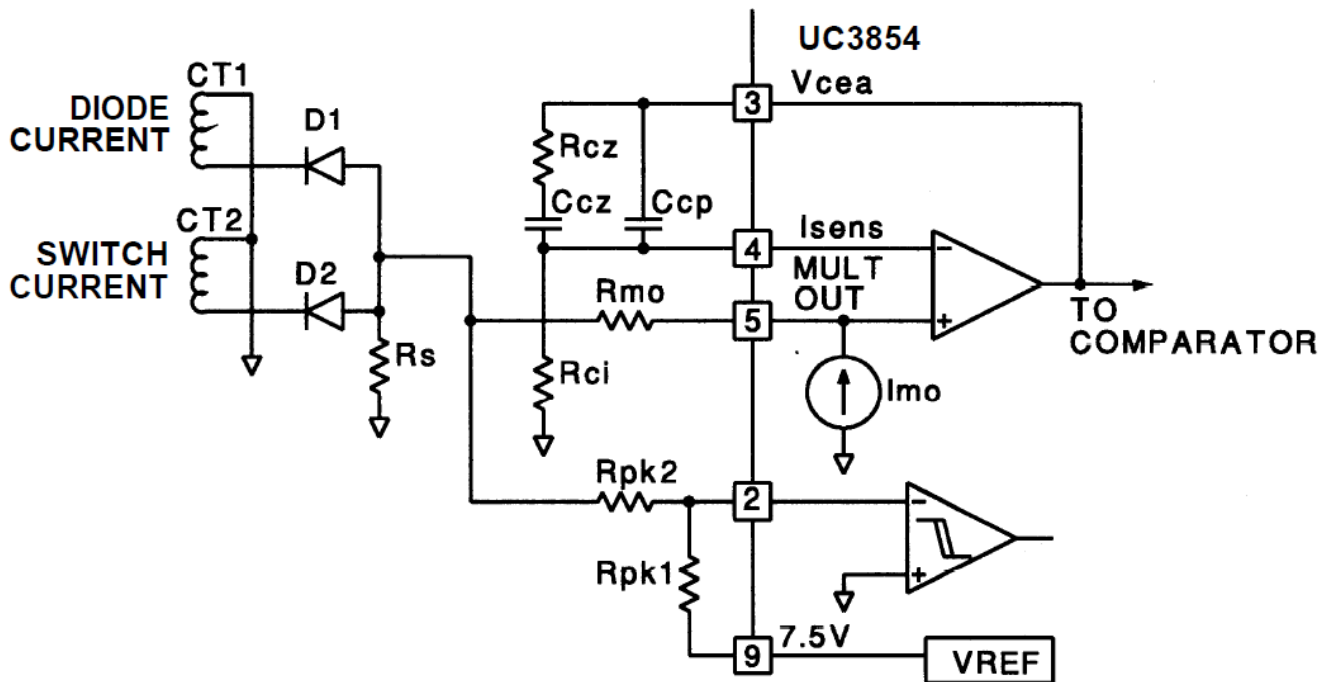 UC3854
CT1
DIODE
CURRENT
D1
3
Vcea
Rcz
Ccz
Ccp
CT2
SWITCH
CURRENT
D2
4
Isens
MULT
OUT
Rmo
5
-
+
TO
COMPARATOR
Rs
Rci
Imo
Rpk2
2
-
+
Rpk1
7.5V
9
VREF